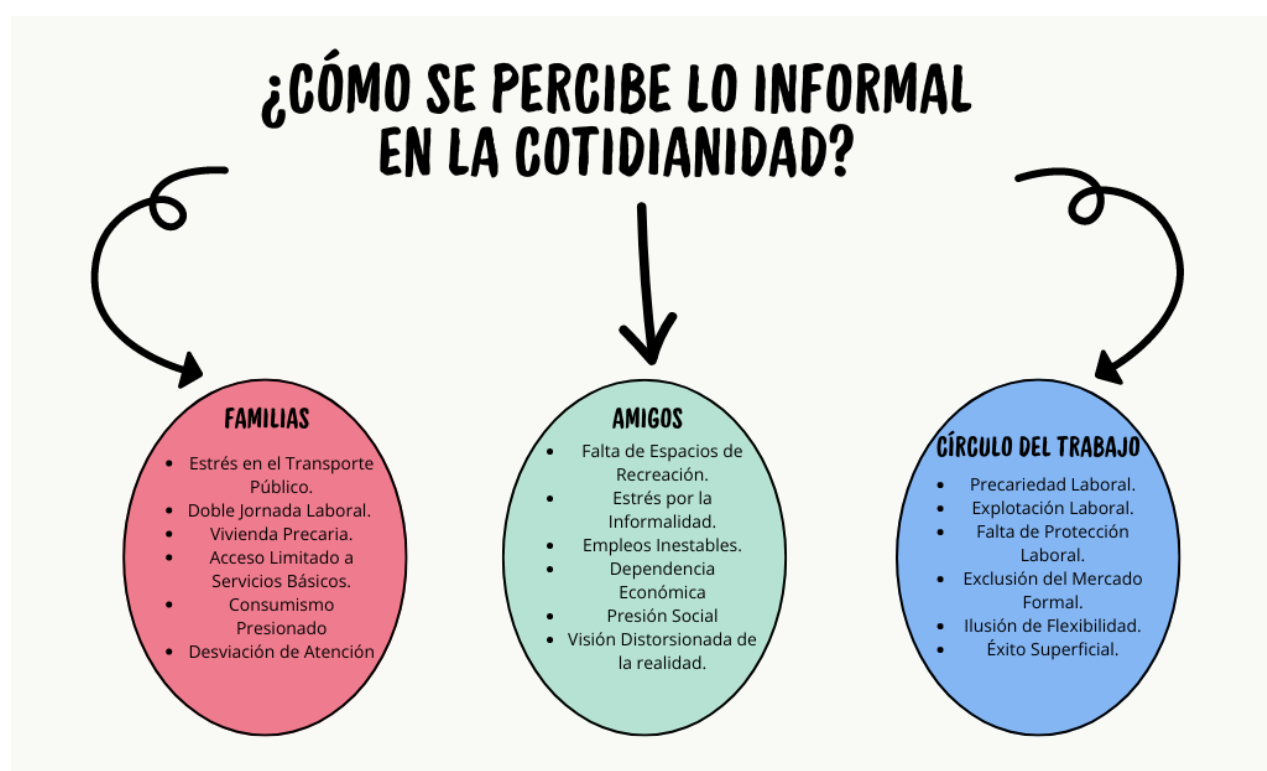 ¿CÓMO SE PERCIBE LO INFORMAL
EN LA COTIDIANIDAD?
FAMILIAS
• Estrés en el Transporte
Público.
• Doble Jornada Laboral.
• Vivienda Precaria.
• Acceso Limitado a
Servicios Básicos.
• Consumismo
Presionado
• Desviación de Atención
AMIGOS
• Falta de Espacios de
Recreación.
• Estrés por la
Informalidad.
• Empleos Inestables.
• Dependencia
Económica
• Presión Social
• Visión Distorsionada de
la realidad.
CÍRCULO DEL TRABAJO
• Precariedad Laboral.
• Explotación Laboral.
• Falta de Protección
Laboral.
• Exclusión del Mercado
Formal.
• Ilusión de Flexibilidad.
• Éxito Superficial.